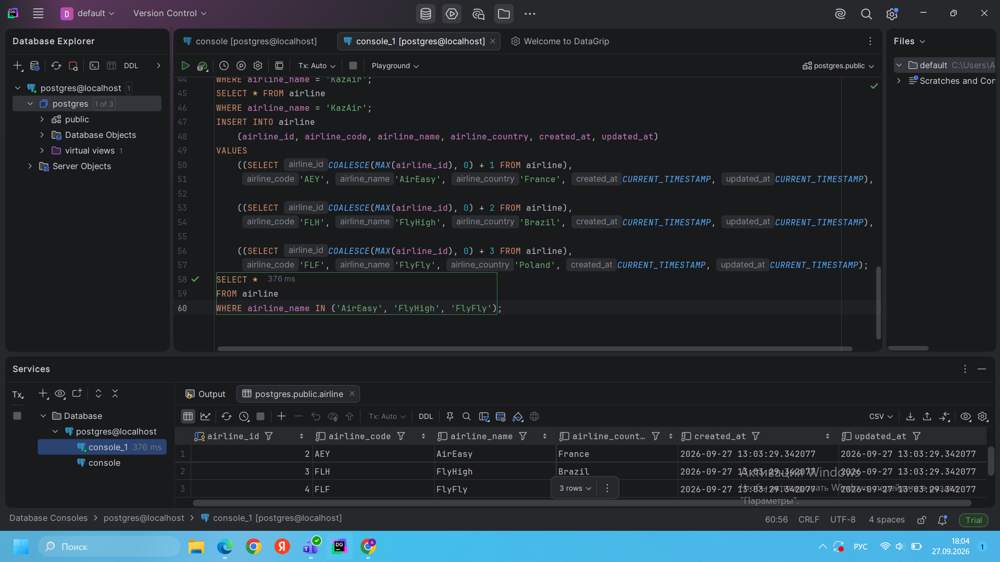 D default
Version Control
Database Explorer
DDL
postgres@localhost 1
postgres 1 of 3
public
Database Objects
virtual views 1
Server Objects
console [postgres@localhost]
console_1 [postgres@localhost]
Welcome to DataGrip
Tx: Auto
Playground
postgres.public
44 WHERE airline_name = 'KazAir';
45 SELECT * FROM airline
46 WHERE airline_name = 'KazAir';
47 INSERT INTO airline
48 (airline_id, airline_code, airline_name, airline_country, created_at, updated_at)
49 VALUES
50 ((SELECT airline_id COALESCE(MAX(airline_id), 0) + 1 FROM airline),
51 airline_code 'AEY', airline_name 'AirEasy', airline_country 'France', created_at CURRENT_TIMESTAMP, updated_at CURRENT_TIMESTAMP),
52
53 ((SELECT airline_id COALESCE(MAX(airline_id), 0) + 2 FROM airline),
54 airline_code 'FLH', airline_name 'FlyHigh', airline_country 'Brazil', created_at CURRENT_TIMESTAMP, updated_at CURRENT_TIMESTAMP),
55
56 ((SELECT airline_id COALESCE(MAX(airline_id), 0) + 3 FROM airline),
57 airline_code 'FLF', airline_name 'FlyFly', airline_country 'Poland', created_at CURRENT_TIMESTAMP, updated_at CURRENT_TIMESTAMP);
58 SELECT * 376 ms
59 FROM airline
60 WHERE airline_name IN ('AirEasy', 'FlyHigh', 'FlyFly');
Files
default C:\Users\A
Scratches and Con
Services
Tx
Database
postgres@localhost
console_1 376 ms
console
Output
postgres.public.airline
Tx: Auto
DDL
CSV
airline_id airline_code airline_name airline_count... created_at updated_at
1 2 AEY AirEasy France 2026-09-27 13:03:29.342077 2026-09-27 13:03:29.342077
2 3 FLH FlyHigh Brazil 2026-09-27 13:03:29.342077 2026-09-27 13:03:29.342077
3 4 FLF FlyFly 2026-09-27 13:03:29.342077 2026-09-27 13:03:29.342077
3 rows
Активация Windows
Чтобы активировать Windows, перейдите в раздел
"Параметры".
Database Consoles > postgres@localhost > console_1 [postgres@localhost]
60:56 CRLF UTF-8 4 spaces Trial
Поиск
DG
РУС
18:04
27.09.2026
1